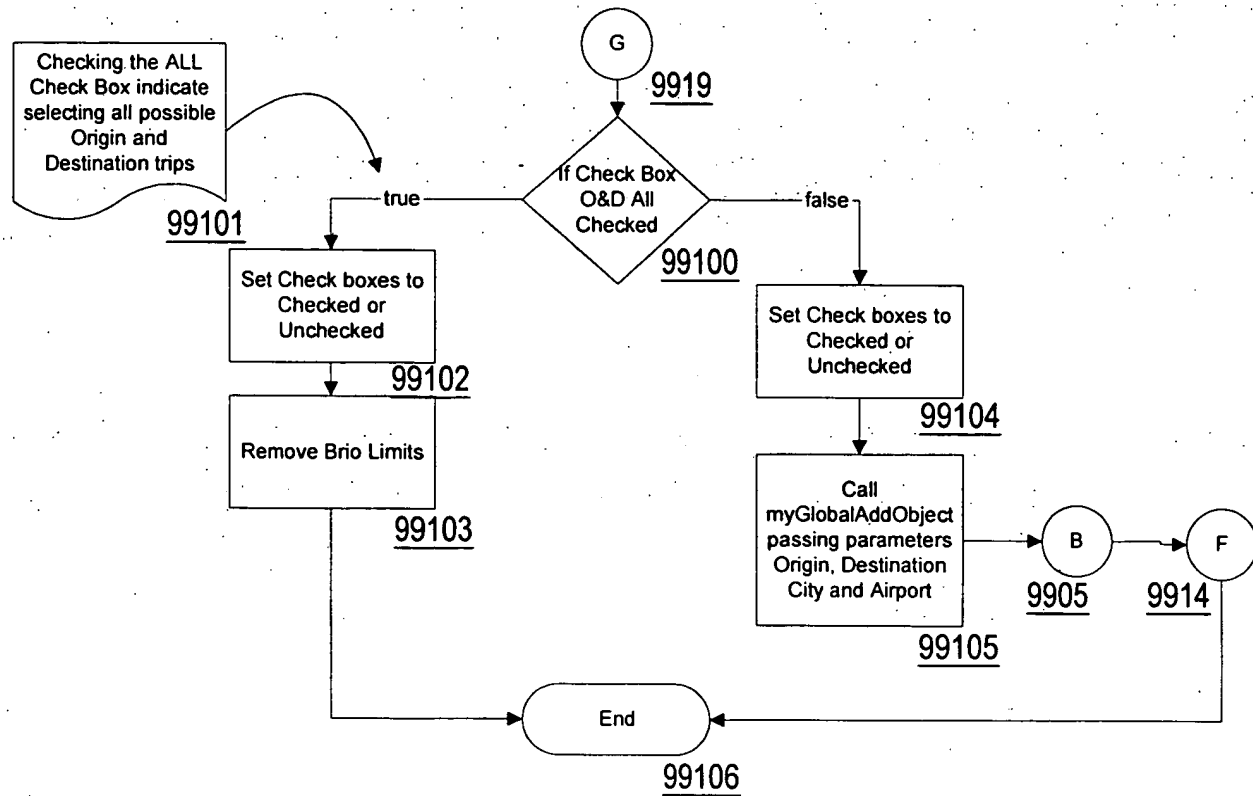 Checking the ALL
Check Box indicate
selecting all possible
Origin and
Destination trips
99101
G
9919
If Check Box
O&D All
Checked
99100
true
false
Set Check boxes to
Checked or
Unchecked
99102
Remove Brio Limits
99103
Set Check boxes to
Checked or
Unchecked
99104
Call
myGlobalAddObject
passing parameters
Origin, Destination
City and Airport
99105
B
9905
F
9914
End
99106